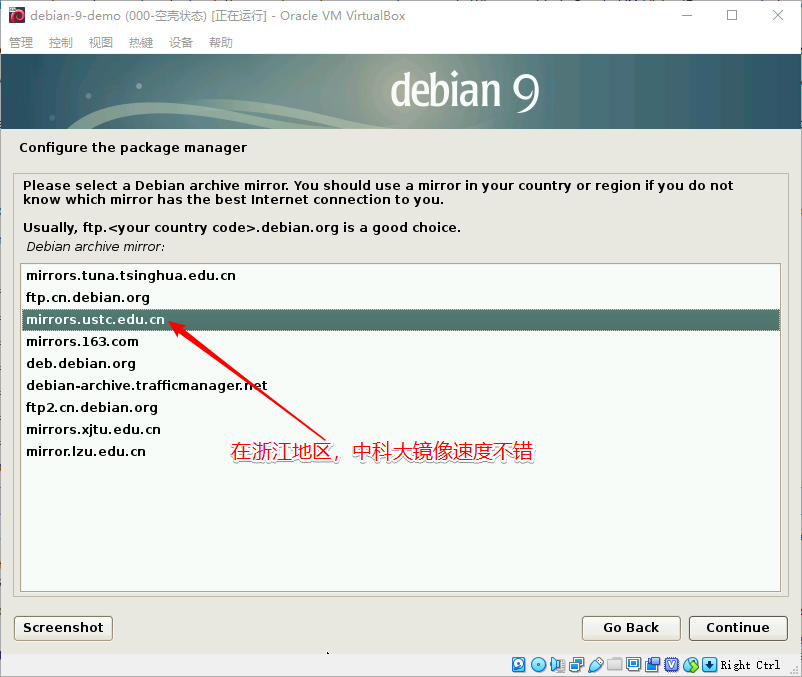 debian-9-demo (000-空壳状态) [正在运行] - Oracle VM VirtualBox
管理 控制 视图 热键 设备 帮助
debian 9
Configure the package manager
Please select a Debian archive mirror. You should use a mirror in your country or region if you do not
know which mirror has the best Internet connection to you.
Usually, ftp.<your country code>.debian.org is a good choice.
Debian archive mirror:
mirrors.tuna.tsinghua.edu.cn
ftp.cn.debian.org
mirrors.ustc.edu.cn
mirrors.163.com
deb.debian.org
debian-archive.trafficmanager.net
ftp2.cn.debian.org
mirrors.xjtu.edu.cn
mirror.lzu.edu.cn
在浙江地区，中科大镜像速度不错
Screenshot Go Back Continue
Right Ctrl